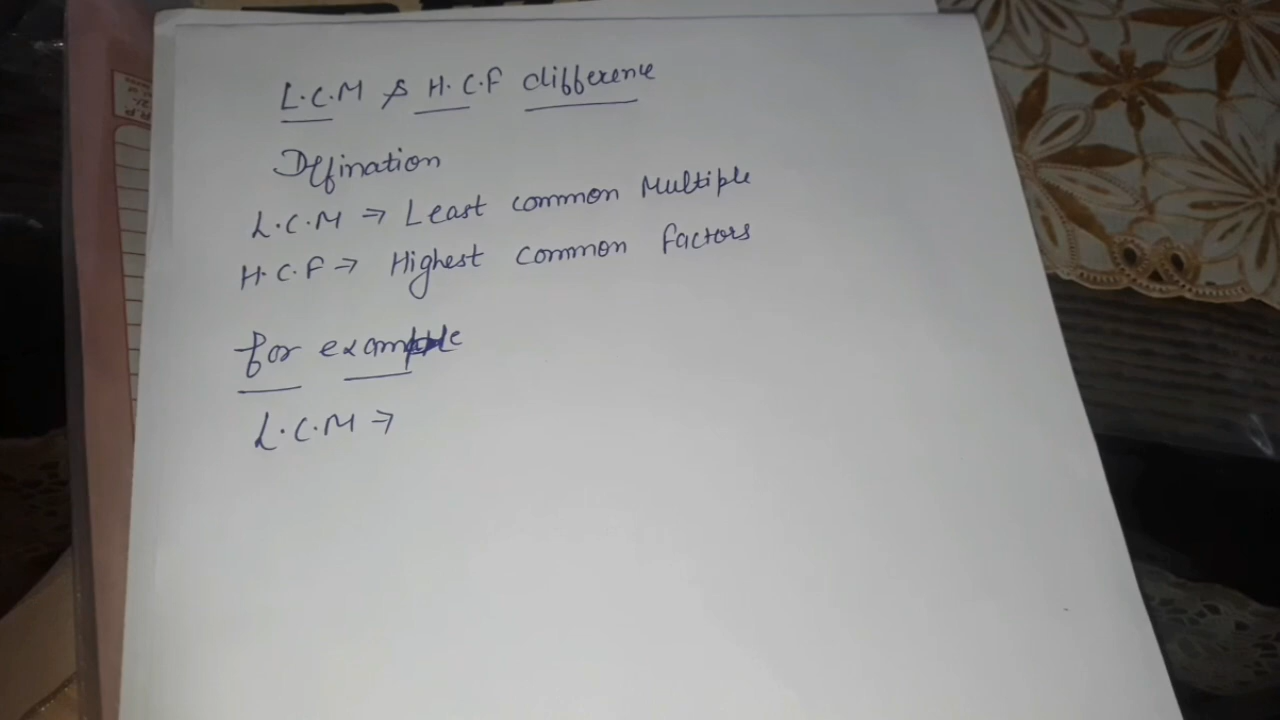 L.C.M & H.C.F difference
Defination
L.C.M → Least common Multiple
H.C.F → Highest common factors
for example
L.C.M →